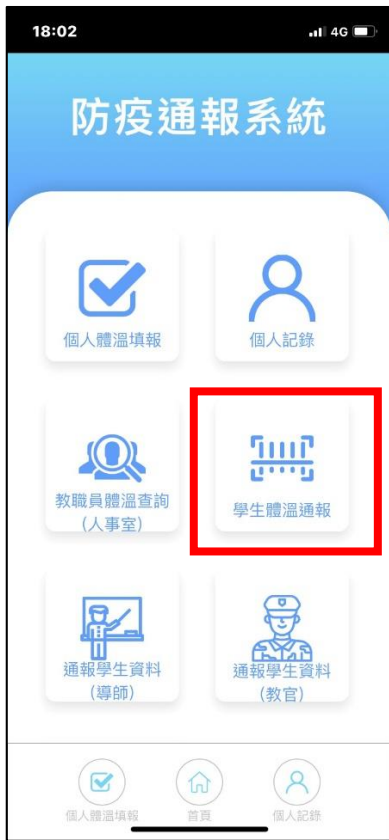 18:02
4G
防疫通報系統
個人體溫填報
個人記錄
教職員體溫查詢
(人事室)
學生體溫通報
通報學生資料
(導師)
通報學生資料
(教官)
個人體溫填報
首頁
個人記錄